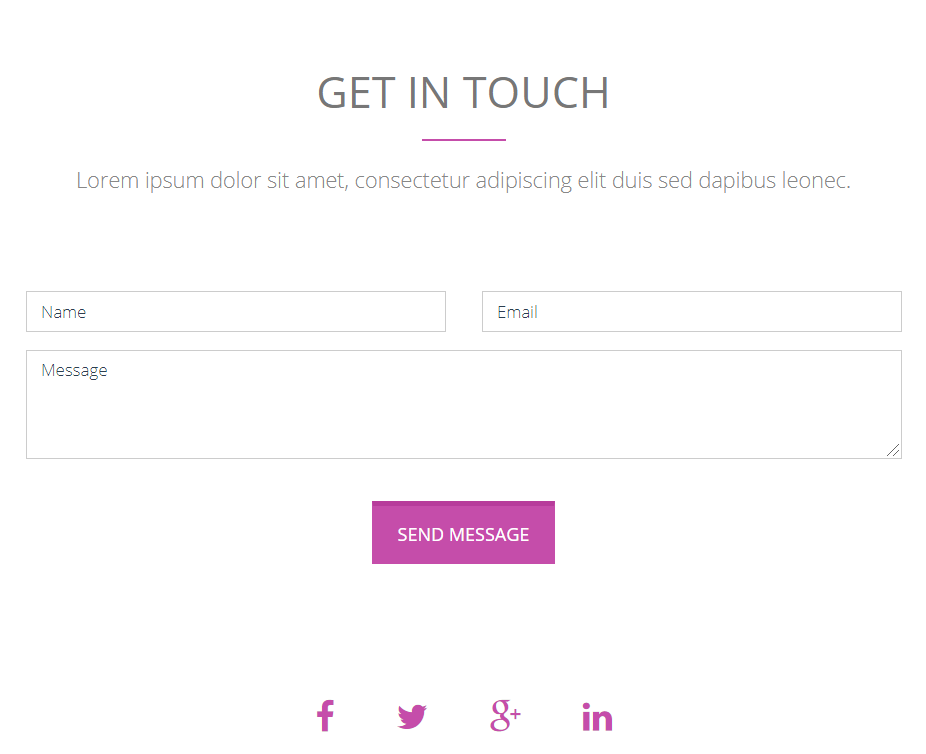 GET IN TOUCH
Lorem ipsum dolor sit amet, consectetur adipiscing elit duis sed dapibus leonec.
Name
Email
Message
SEND MESSAGE